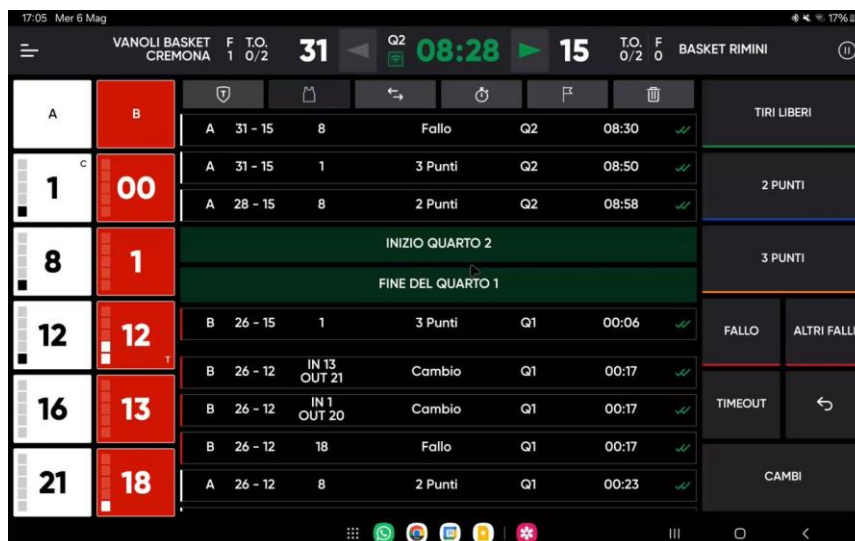 17:05 Mer 6 Mag
17%
VANOLI BASKET CREMONA
F 1
T.O. 0/2
31
Q2
08:28
15
T.O. 0/2
F 0
BASKET RIMINI
A
B
1 C
8
12
16
21
00
1
12 T
13
18
A 31 - 15 8 Fallo Q2 08:30
A 31 - 15 1 3 Punti Q2 08:50
A 28 - 15 8 2 Punti Q2 08:58
INIZIO QUARTO 2
FINE DEL QUARTO 1
B 26 - 15 1 3 Punti Q1 00:06
B 26 - 12 IN 13 OUT 21 Cambio Q1 00:17
B 26 - 12 IN 1 OUT 20 Cambio Q1 00:17
B 26 - 12 18 Fallo Q1 00:17
A 26 - 12 8 2 Punti Q1 00:23
TIRI LIBERI
2 PUNTI
3 PUNTI
FALLO
ALTRI FALLI
TIMEOUT
CAMBI